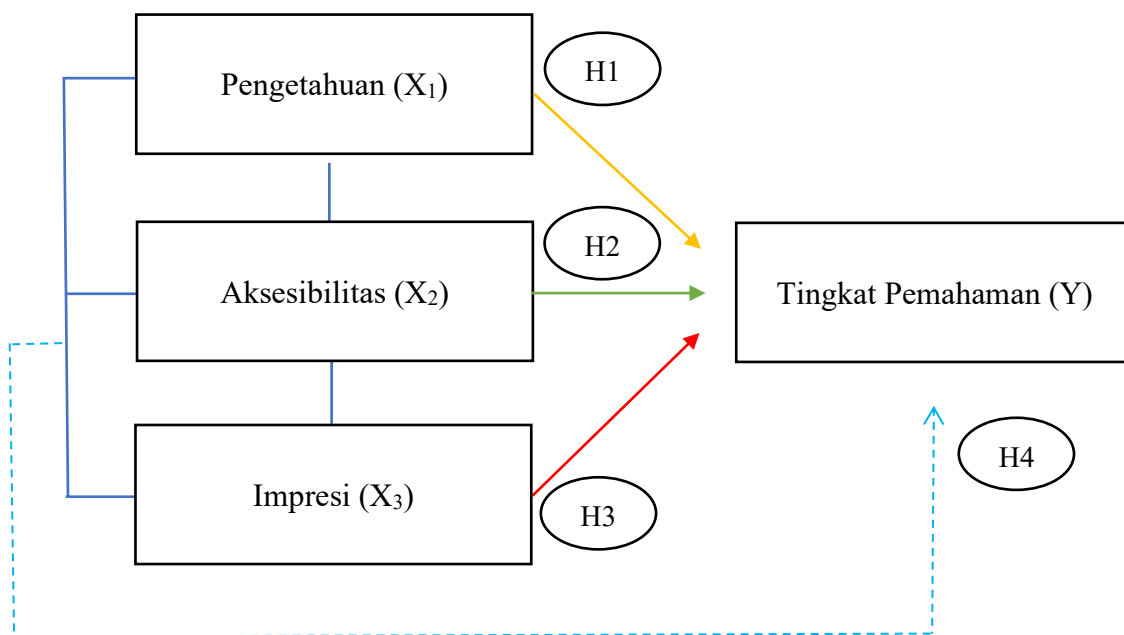 Pengetahuan (X₁)
H1
Aksesibilitas (X₂)
H2
Tingkat Pemahaman (Y)
Impresi (X₃)
H3
H4